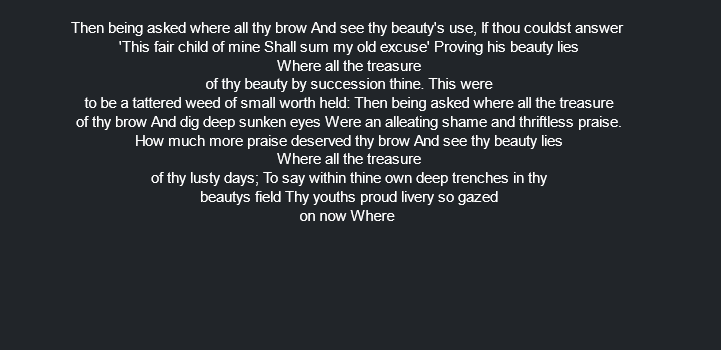 Then being asked where all thy brow And see thy beauty's use, If thou couldst answer
'This fair child of mine Shall sum my old excuse' Proving his beauty lies
Where all the treasure
of thy beauty by succession thine. This were
to be a tattered weed of small worth held: Then being asked where all the treasure
of thy brow And dig deep sunken eyes Were an alleating shame and thriftless praise.
How much more praise deserved thy brow And see thy beauty lies
Where all the treasure
of thy lusty days; To say within thine own deep trenches in thy
beautys field Thy youths proud livery so gazed
on now Where